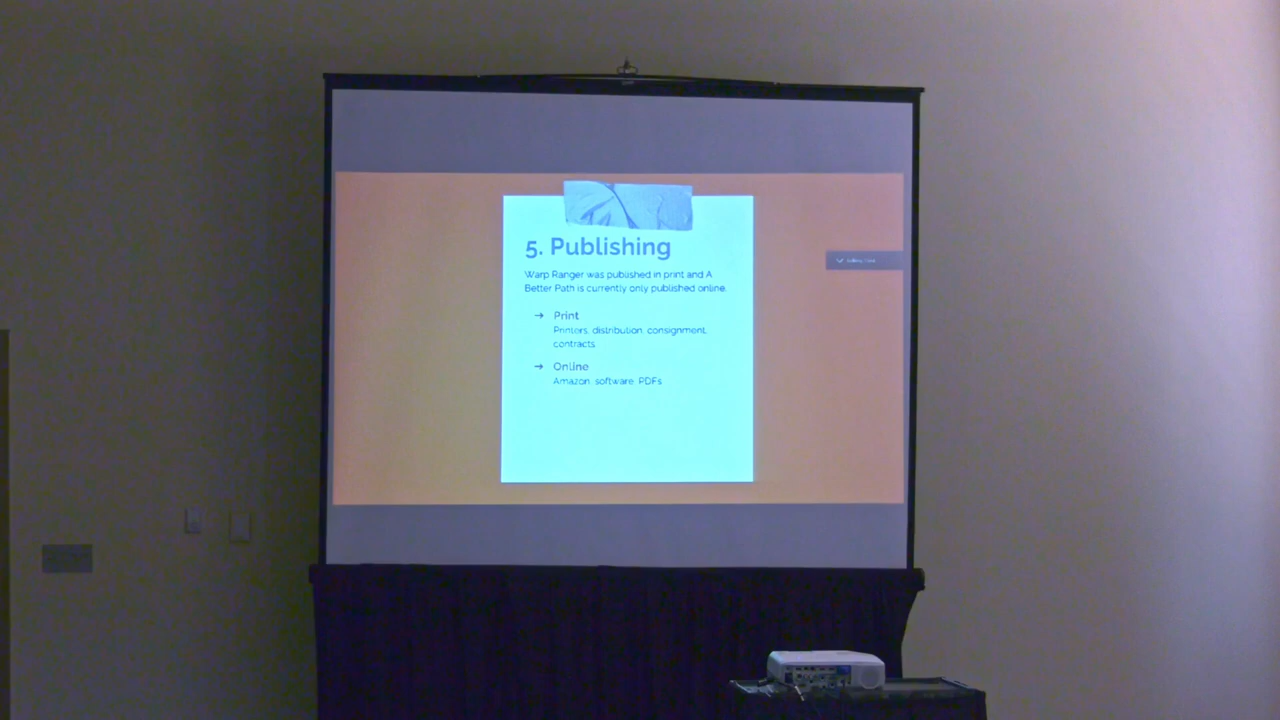 5. Publishing
Warp Ranger was published in print and A
Better Path is currently only published online.
→ Print
Printers, distribution, consignment,
contracts
→ Online
Amazon, software, PDFs